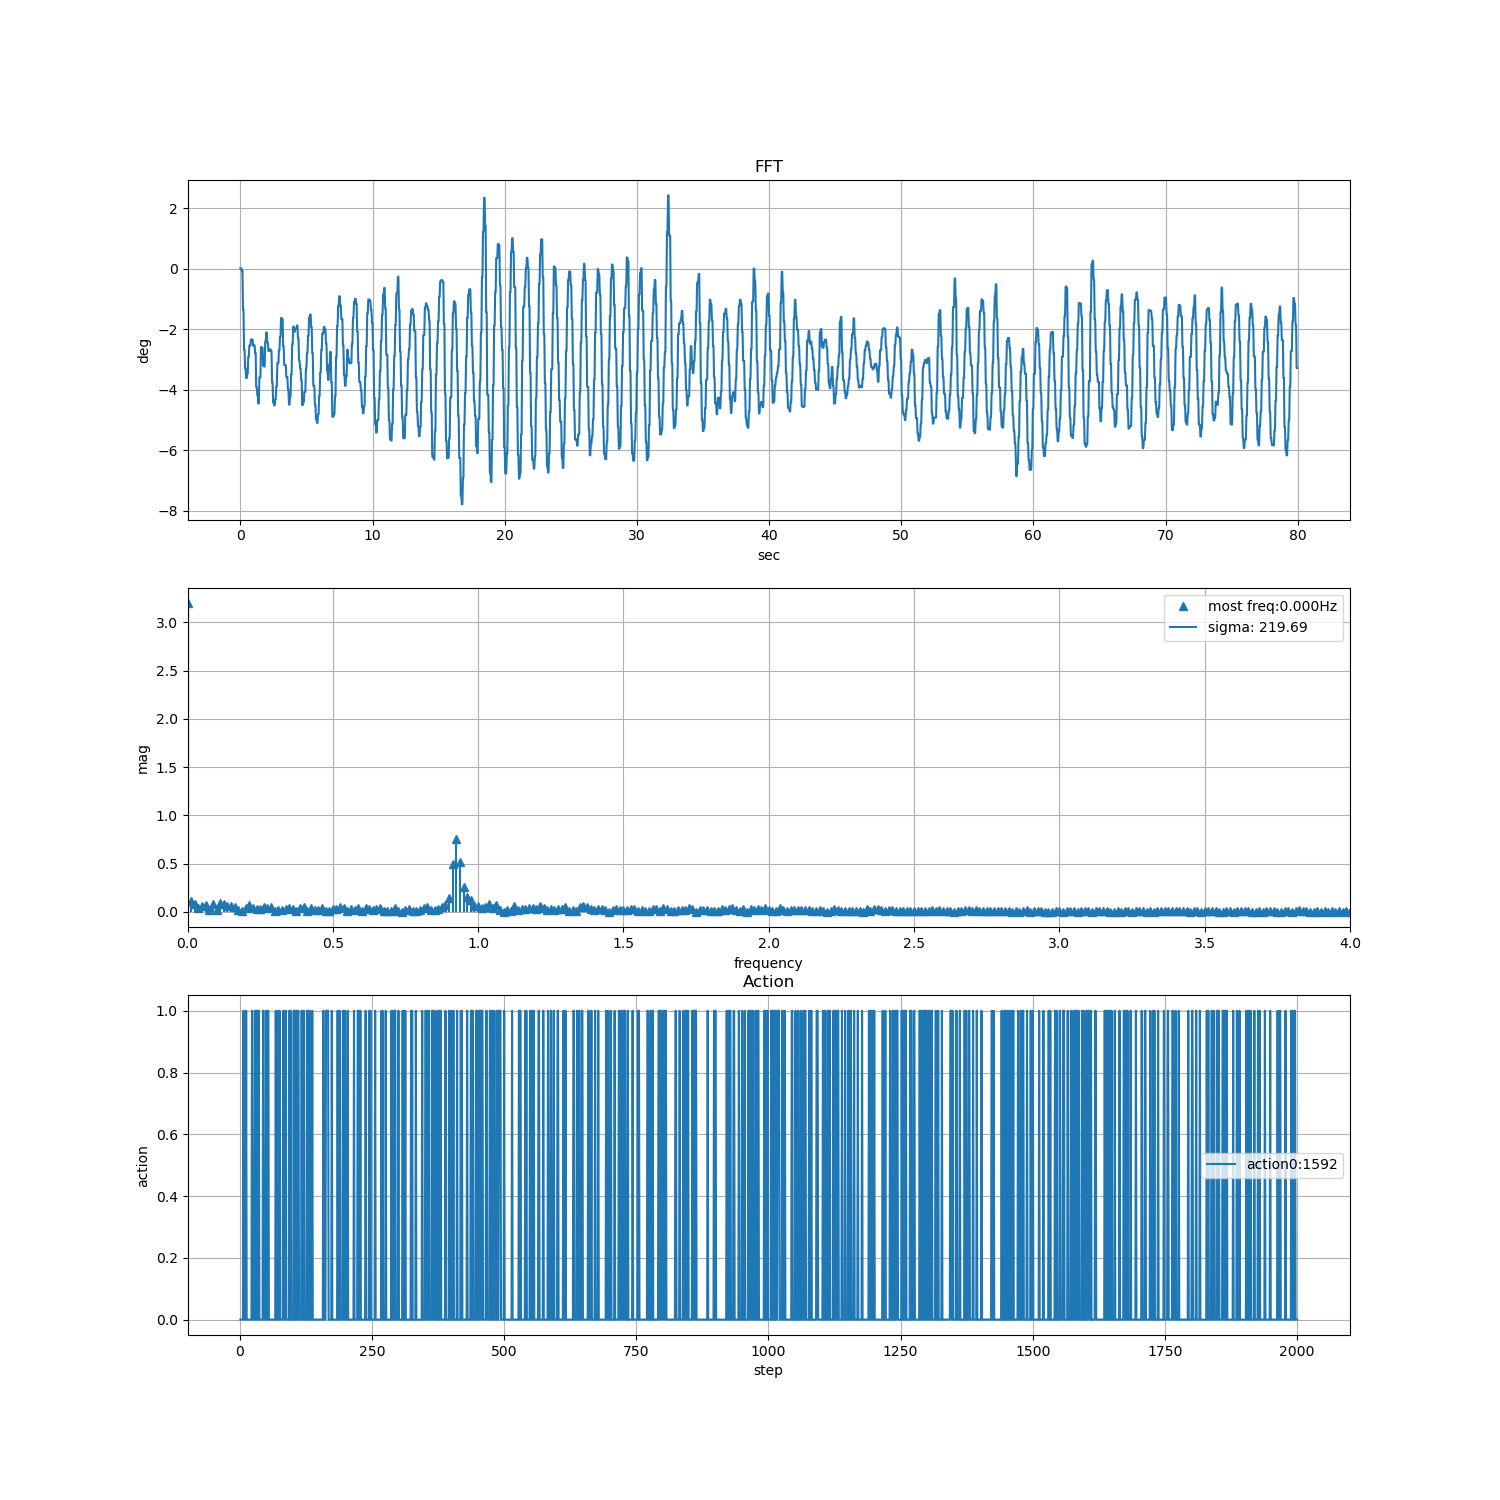 FFT
2
0
−2
−4
−6
−8
deg
0 10 20 30 40 50 60 70 80
sec
most freq:0.000Hz
sigma: 219.69
3.0
2.5
2.0
1.5
1.0
0.5
0.0
mag
0.0 0.5 1.0 1.5 2.0 2.5 3.0 3.5 4.0
frequency
Action
1.0
0.8
0.6
0.4
0.2
0.0
action
action0:1592
0 250 500 750 1000 1250 1500 1750 2000
step